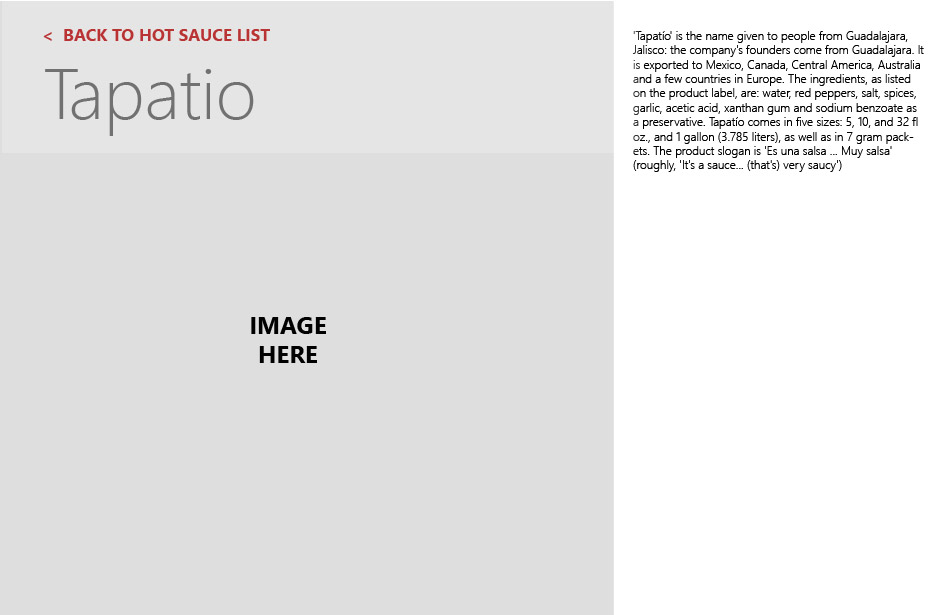 < BACK TO HOT SAUCE LIST
Tapatio
IMAGE
HERE
'Tapatío' is the name given to people from Guadalajara,
Jalisco: the company's founders come from Guadalajara. It
is exported to Mexico, Canada, Central America, Australia
and a few countries in Europe. The ingredients, as listed
on the product label, are: water, red peppers, salt, spices,
garlic, acetic acid, xanthan gum and sodium benzoate as
a preservative. Tapatío comes in five sizes: 5, 10, and 32 fl
oz., and 1 gallon (3.785 liters), as well as in 7 gram pack-
ets. The product slogan is 'Es una salsa ... Muy salsa'
(roughly, 'It's a sauce... (that's) very saucy')